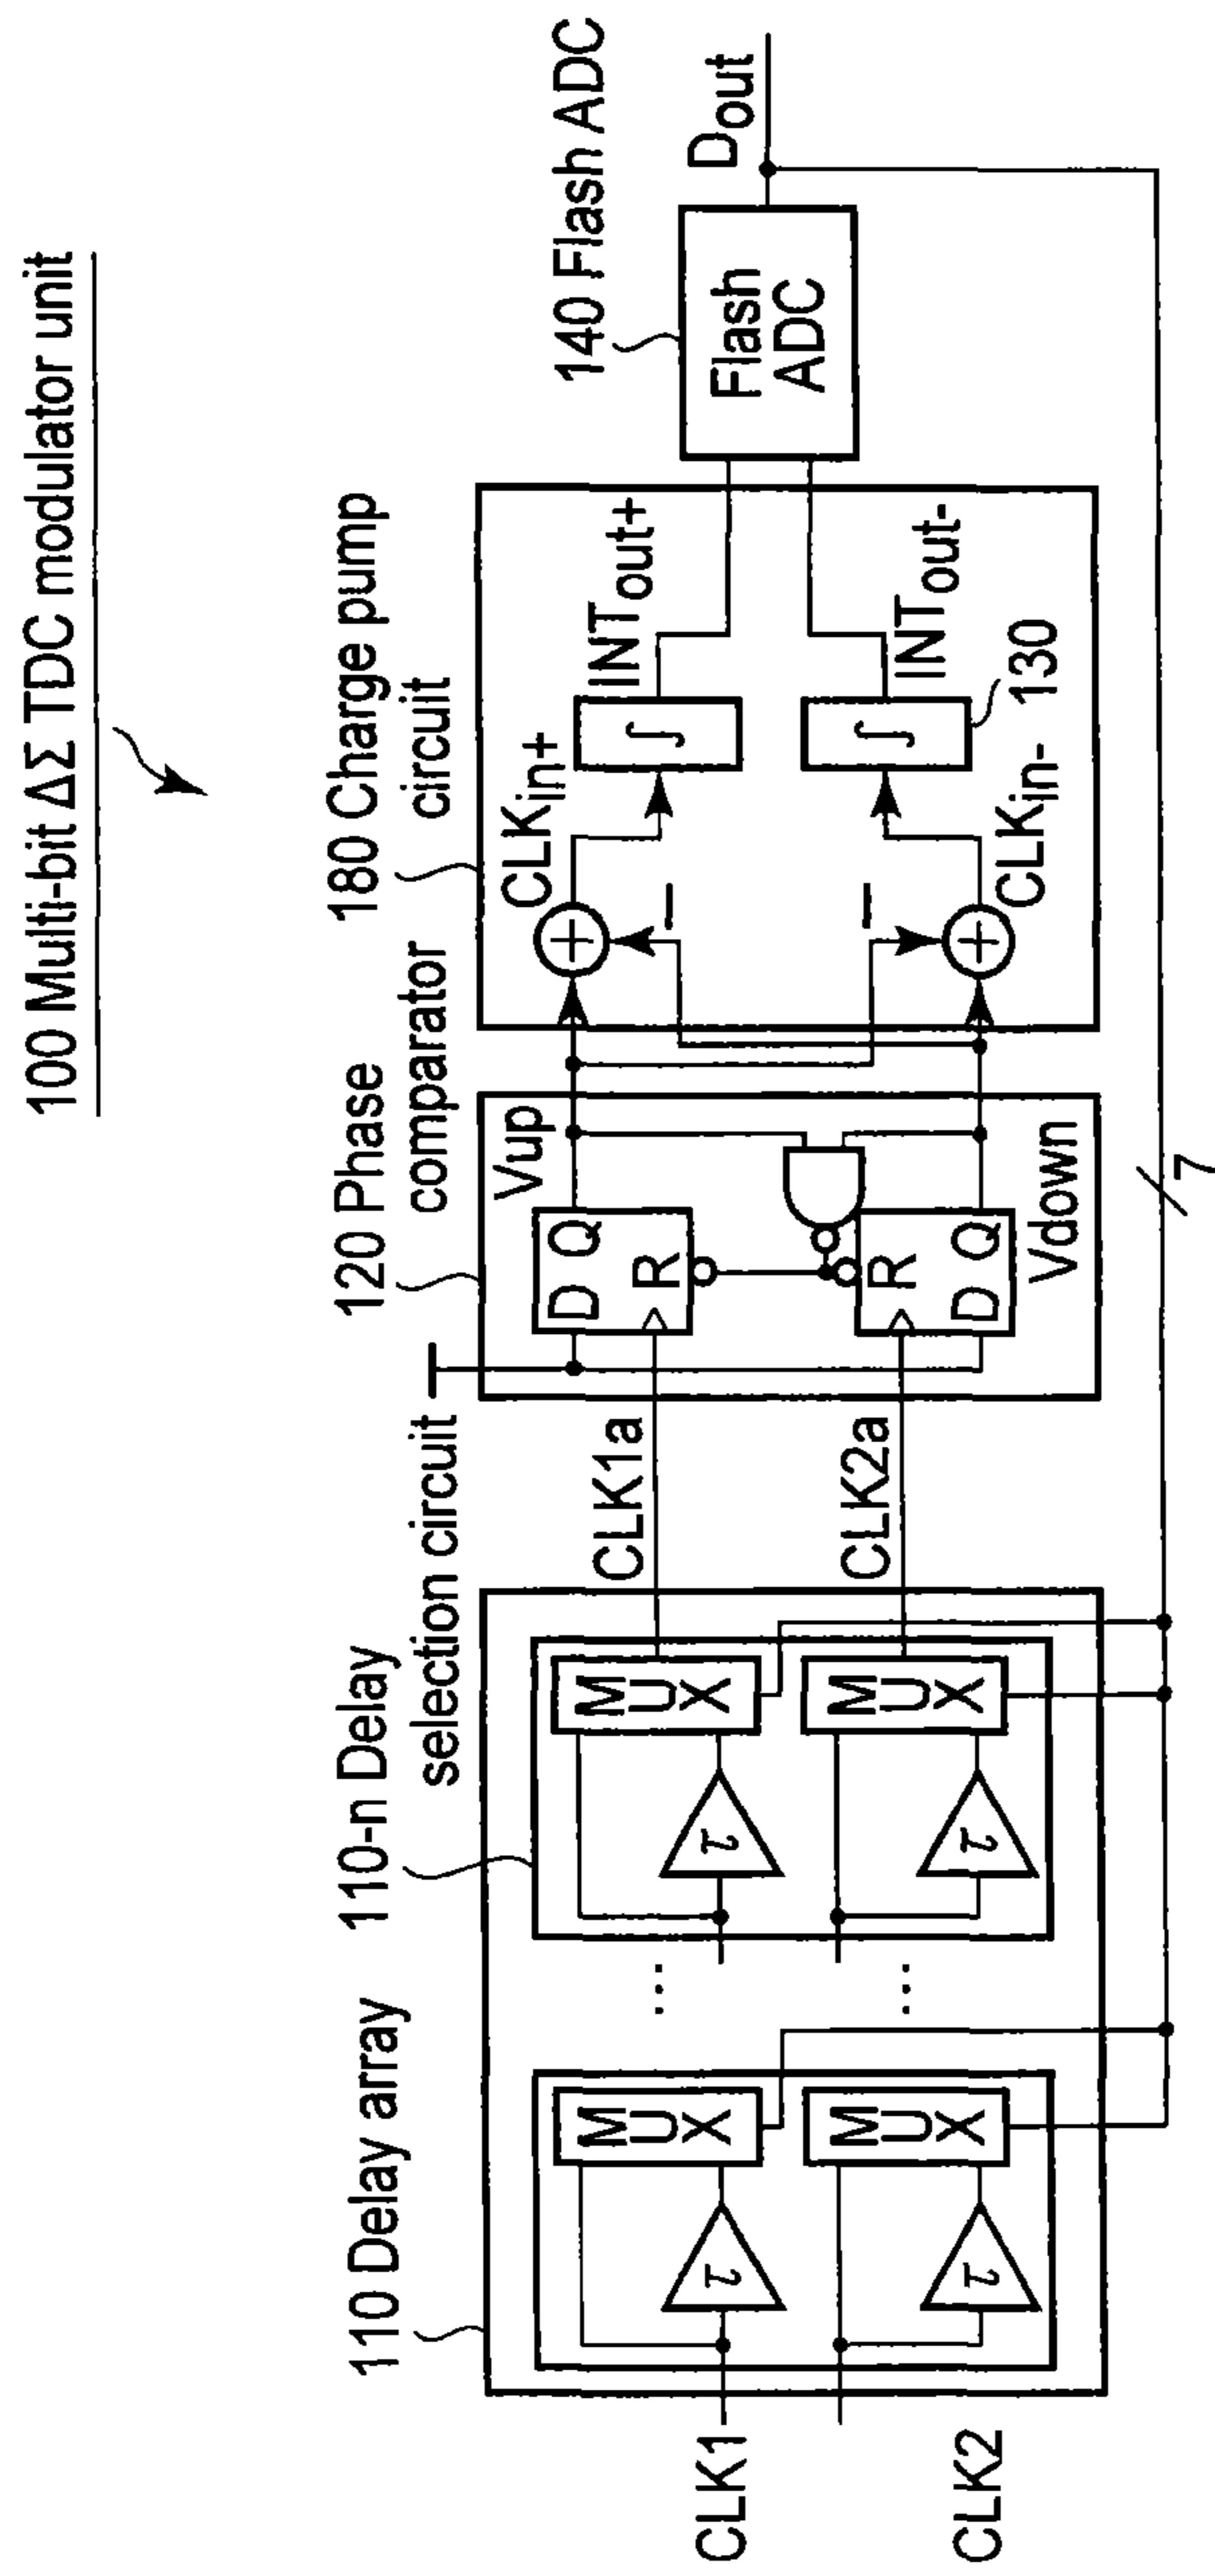 100 Multi-bit ΔΣ TDC modulator unit
110 Delay array
110-n Delay
selection circuit
120 Phase
comparator
180 Charge pump
circuit
140 Flash ADC
CLK1
CLK2
τ
MUX
τ
MUX
...
...
τ
MUX
τ
MUX
CLK1a
CLK2a
D Q
R
Vup
R
D Q
Vdown
+
−
CLKin+
∫
INTout+
+
−
CLKin-
∫
INTout-
130
Flash
ADC
Dout
7